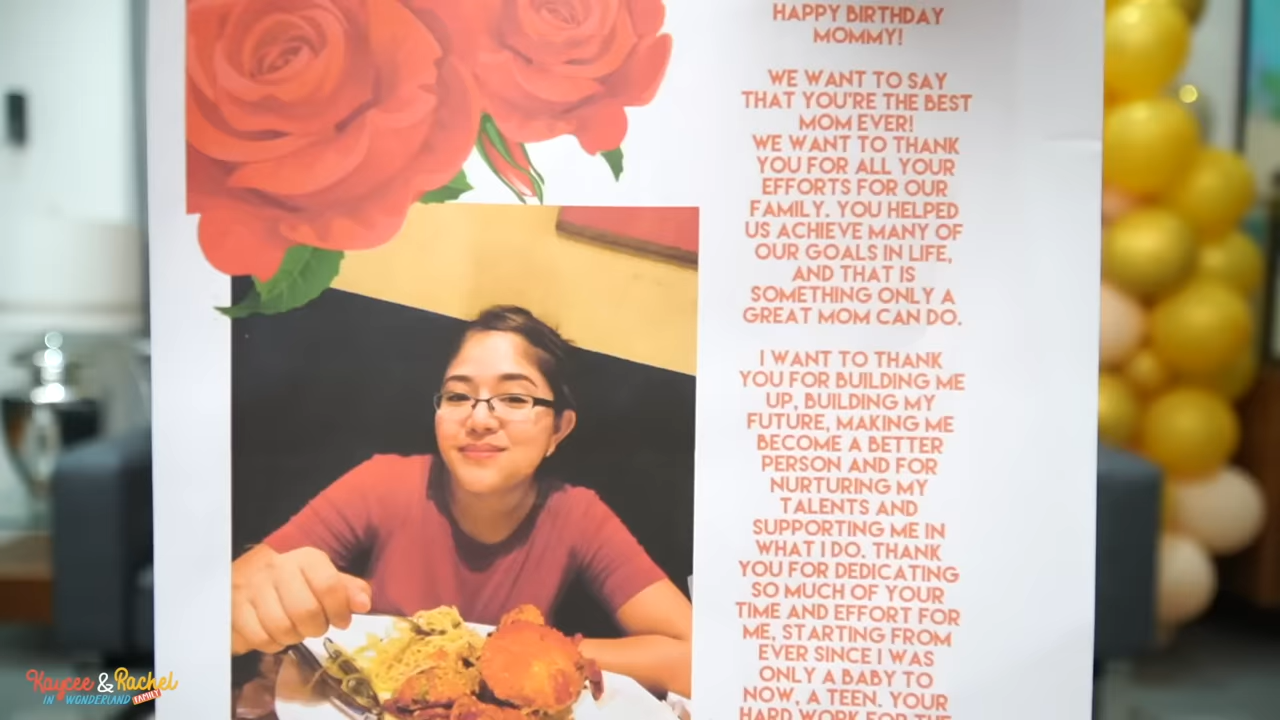 HAPPY BIRTHDAY
MOMMY!
WE WANT TO SAY
THAT YOU'RE THE BEST
MOM EVER!
WE WANT TO THANK
YOU FOR ALL YOUR
EFFORTS FOR OUR
FAMILY. YOU HELPED
US ACHIEVE MANY OF
OUR GOALS IN LIFE,
AND THAT IS
SOMETHING ONLY A
GREAT MOM CAN DO.
I WANT TO THANK
YOU FOR BUILDING ME
UP, BUILDING MY
FUTURE, MAKING ME
BECOME A BETTER
PERSON AND FOR
NURTURING MY
TALENTS AND
SUPPORTING ME IN
WHAT I DO. THANK
YOU FOR DEDICATING
SO MUCH OF YOUR
TIME AND EFFORT FOR
ME, STARTING FROM
EVER SINCE I WAS
ONLY A BABY TO
NOW, A TEEN. YOUR
HARD WORK FOR THE
Kaycee & Rachel
IN WONDERLAND FAMILY